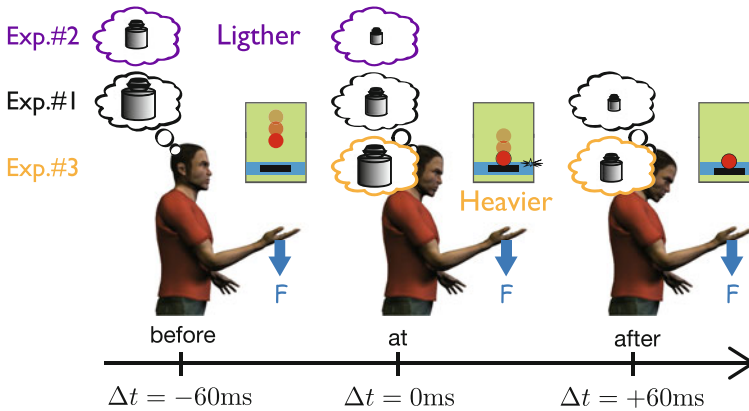 Exp.#2
Ligther
Exp.#1
Exp.#3
Heavier
F
F
before
at
after
Δt = −60ms
Δt = 0ms
Δt = +60ms